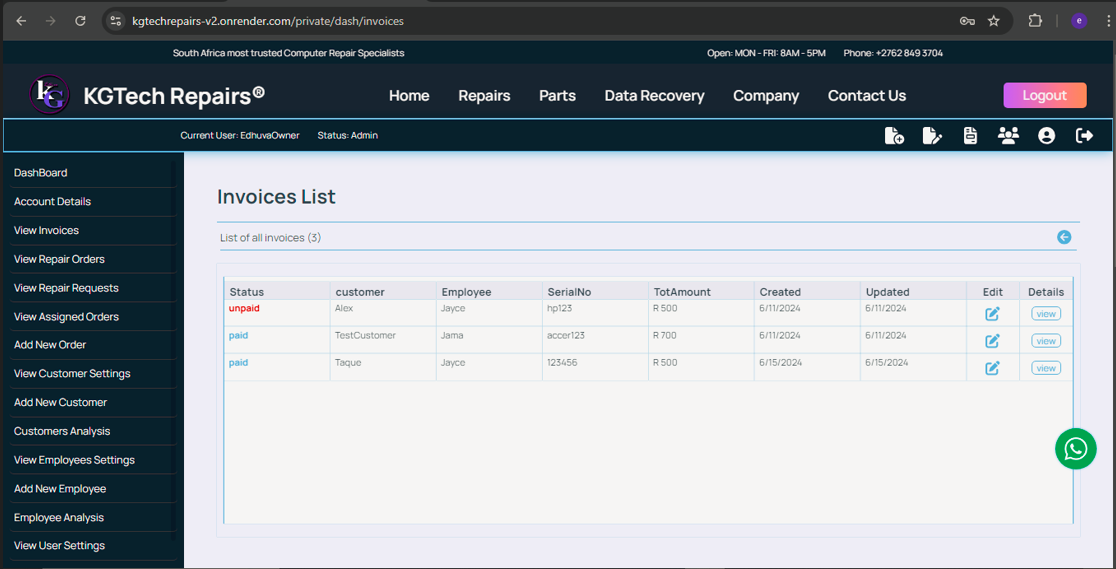 kgtechrepairs-v2.onrender.com/private/dash/invoices
e
South Africa most trusted Computer Repair Specialists Open: MON - FRI: 8AM - 5PM Phone: +2762 849 3704
KG KGTech Repairs® Home Repairs Parts Data Recovery Company Contact Us Logout
Current User: EdhuvaOwner Status: Admin
DashBoard
Account Details
View Invoices
View Repair Orders
View Repair Requests
View Assigned Orders
Add New Order
View Customer Settings
Add New Customer
Customers Analysis
View Employees Settings
Add New Employee
Employee Analysis
View User Settings
Invoices List
List of all invoices (3)
Status customer Employee SerialNo TotAmount Created Updated Edit Details
unpaid Alex Jayce hp123 R 500 6/11/2024 6/11/2024 view
paid TestCustomer Jama accer123 R 700 6/11/2024 6/11/2024 view
paid Taque Jayce 123456 R 500 6/15/2024 6/15/2024 view